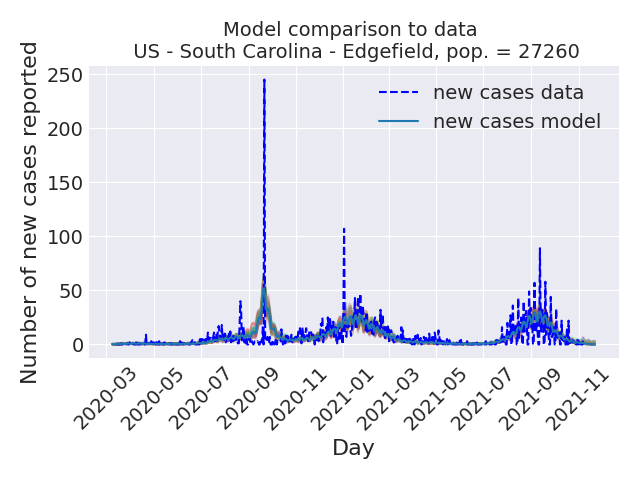 Model comparison to data
US - South Carolina - Edgefield, pop. = 27260
Number of new cases reported
250
200
150
100
50
0
new cases data
new cases model
2020-03
2020-05
2020-07
2020-09
2020-11
2021-01
2021-03
2021-05
2021-07
2021-09
2021-11
Day